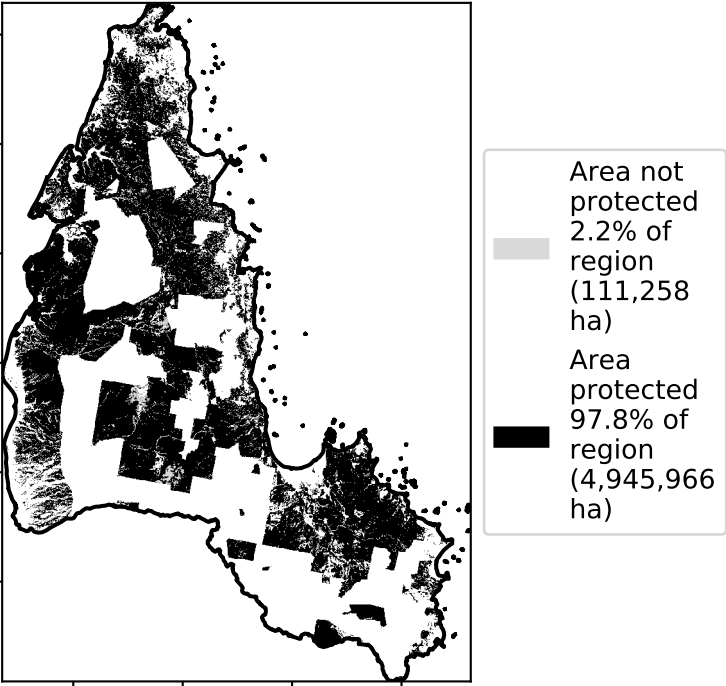 Area not
protected
2.2% of
region
(111,258
ha)
Area
protected
97.8% of
region
(4,945,966
ha)